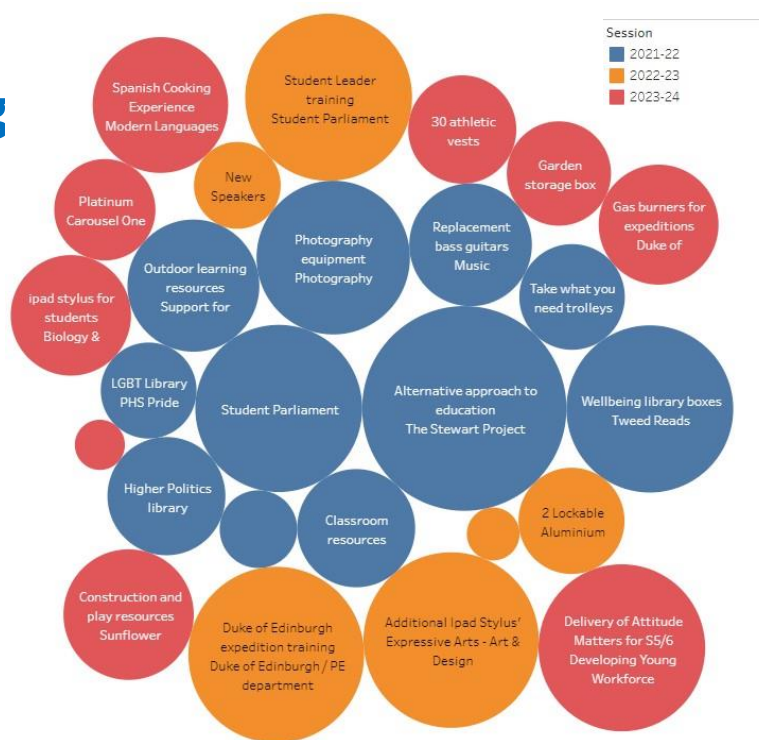 Session
2021-22
2022-23
2023-24
Spanish Cooking
Experience
Modern Languages
Student Leader
training
Student Parliament
30 athletic
vests
Garden
storage box
Gas burners for
expeditions
Duke of
New
Speakers
Platinum
Carousel One
Photography
equipment
Photography
Replacement
bass guitars
Music
Outdoor learning
resources
Support for
Take what you
need trolleys
ipad stylus for
students
Biology &
LGBT Library
PHS Pride
Student Parliament
Alternative approach to
education
The Stewart Project
Wellbeing library boxes
Tweed Reads
Higher Politics
library
Classroom
resources
2 Lockable
Aluminium
Construction and
play resources
Sunflower
Duke of Edinburgh
expedition training
Duke of Edinburgh / PE
department
Additional Ipad Stylus'
Expressive Arts - Art &
Design
Delivery of Attitude
Matters for S5/6
Developing Young
Workforce